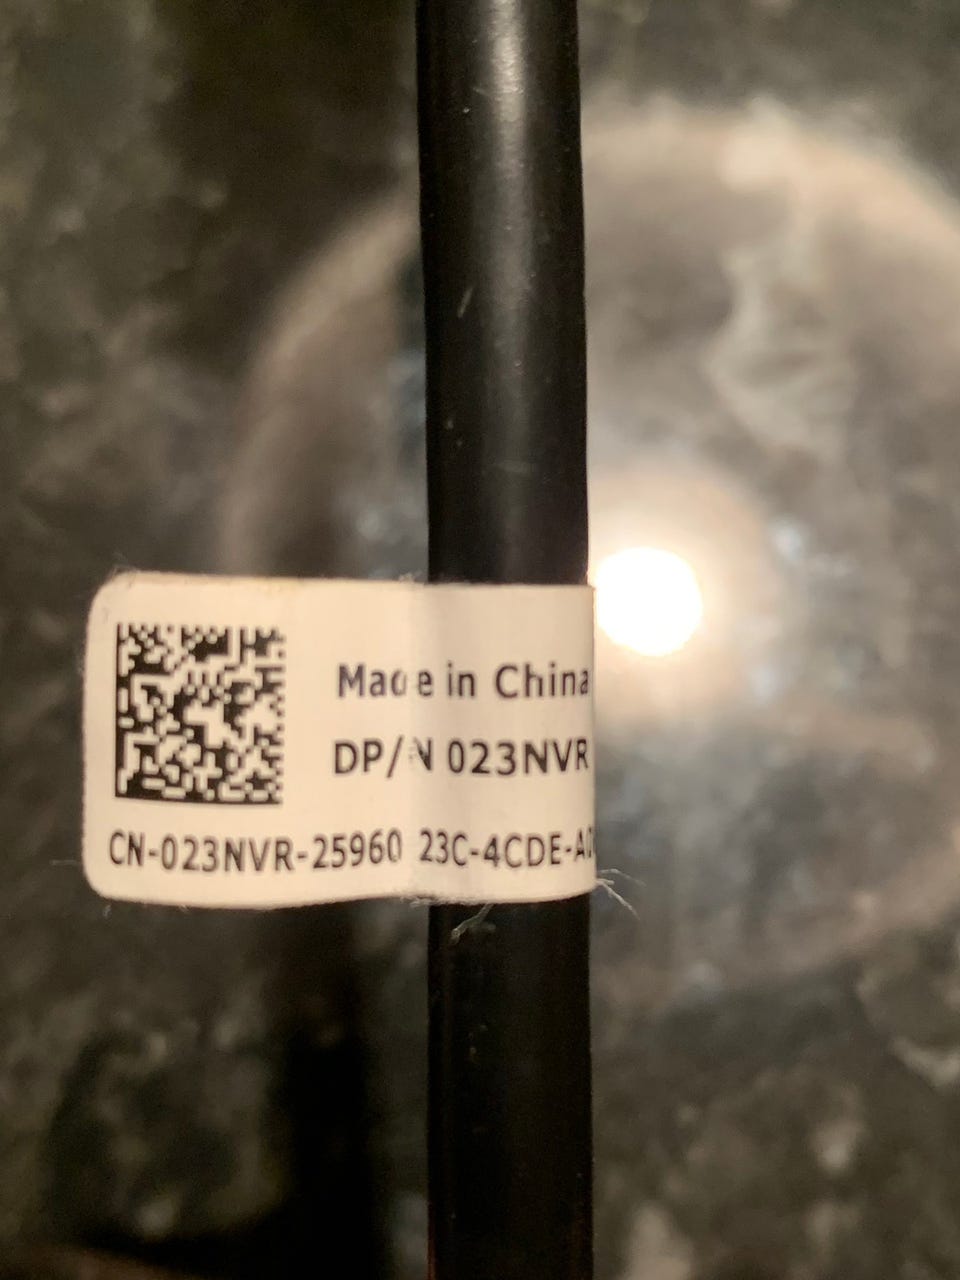 Made in China
DP/N 023NVR
CN-023NVR-25960 23C-4CDE-A